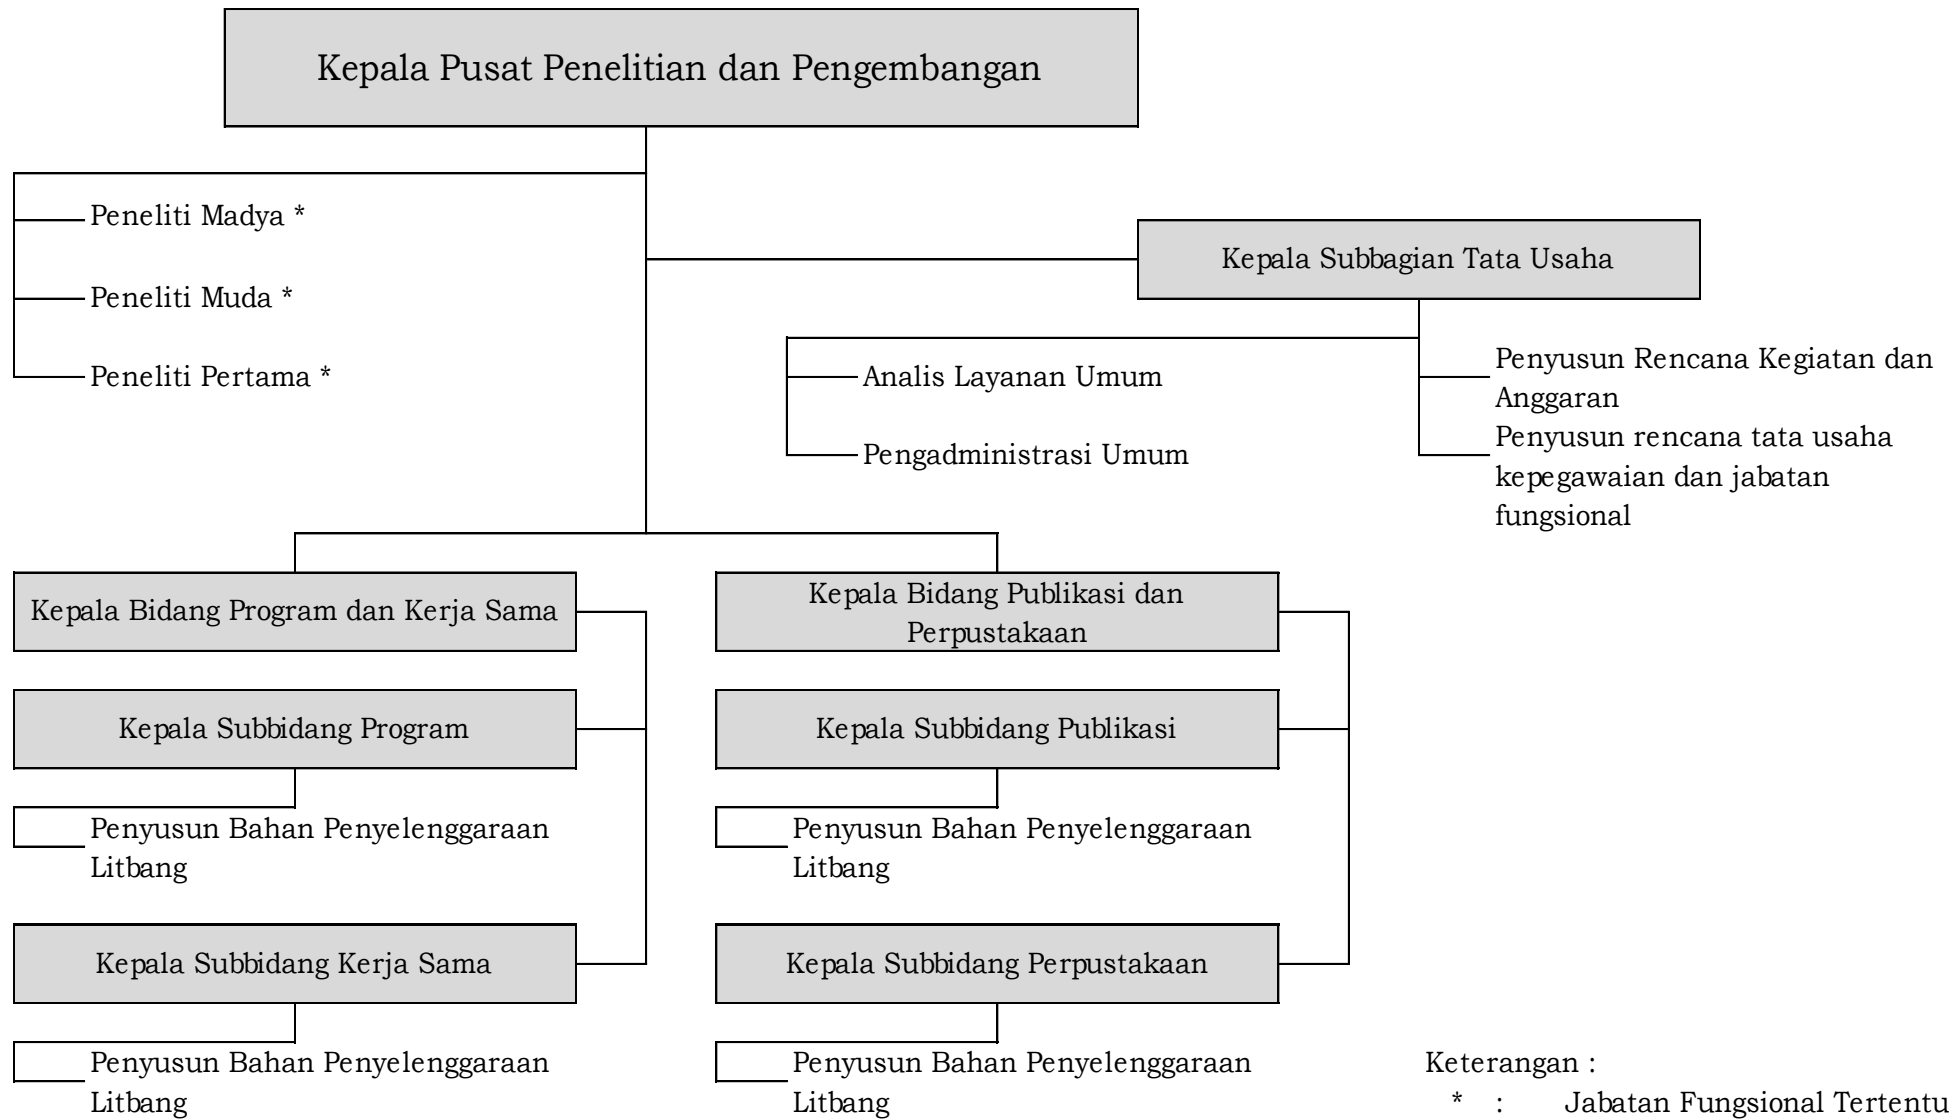 Kepala Pusat Penelitian dan Pengembangan
Peneliti Madya *
Peneliti Muda *
Peneliti Pertama *
Kepala Subbagian Tata Usaha
Analis Layanan Umum
Pengadministrasi Umum
Penyusun Rencana Kegiatan dan
Anggaran
Penyusun rencana tata usaha
kepegawaian dan jabatan
fungsional
Kepala Bidang Program dan Kerja Sama
Kepala Subbidang Program
Penyusun Bahan Penyelenggaraan
Litbang
Kepala Subbidang Kerja Sama
Penyusun Bahan Penyelenggaraan
Litbang
Kepala Bidang Publikasi dan
Perpustakaan
Kepala Subbidang Publikasi
Penyusun Bahan Penyelenggaraan
Litbang
Kepala Subbidang Perpustakaan
Penyusun Bahan Penyelenggaraan
Litbang
Keterangan :
* : Jabatan Fungsional Tertentu